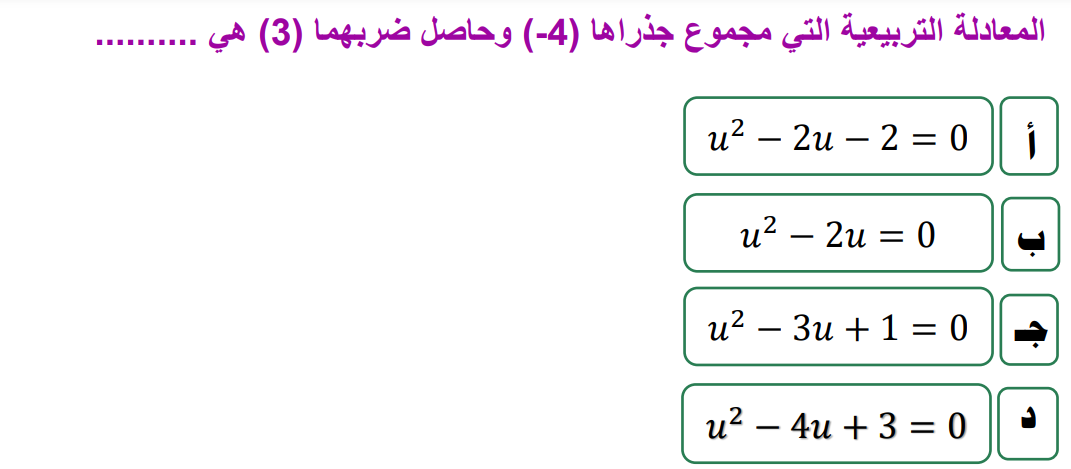 المعادلة التربيعية التي مجموع جذراها (4-) وحاصل ضربهما (3) هي ..........
أ u² − 2u − 2 = 0
ب u² − 2u = 0
جـ u² − 3u + 1 = 0
د u² − 4u + 3 = 0